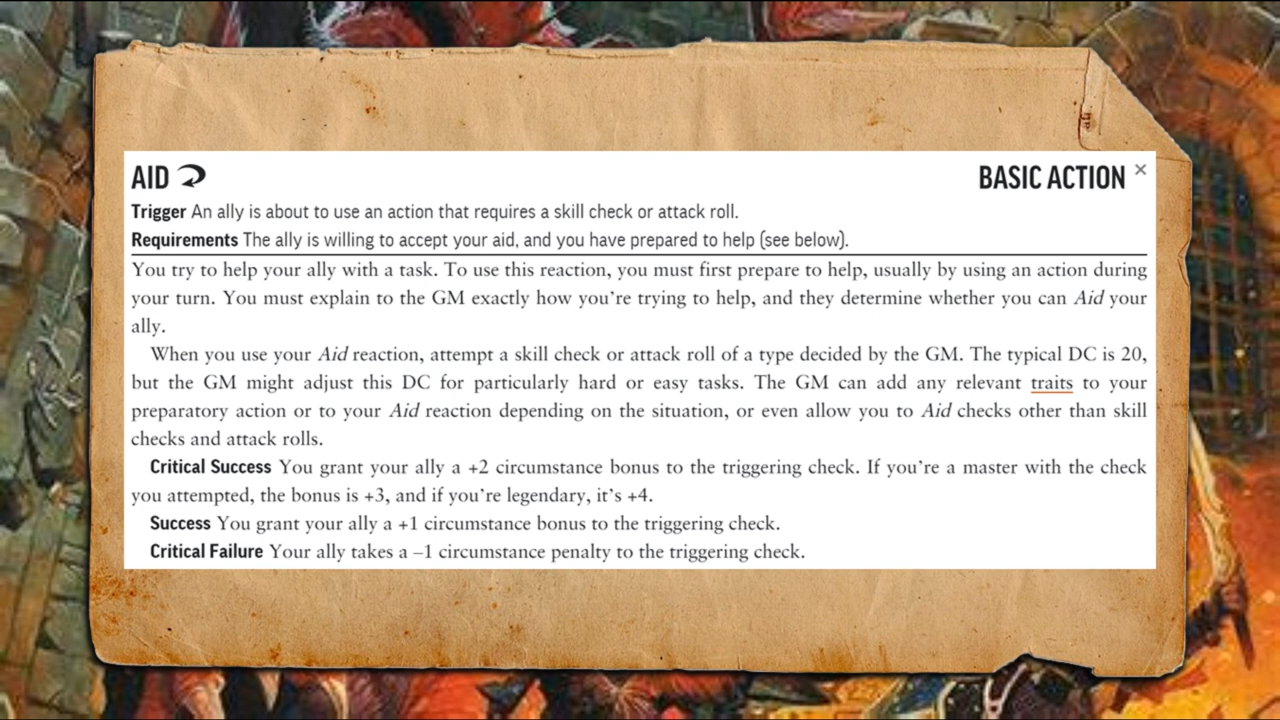 AID
BASIC ACTION ×
Trigger An ally is about to use an action that requires a skill check or attack roll.
Requirements The ally is willing to accept your aid, and you have prepared to help (see below).
You try to help your ally with a task. To use this reaction, you must first prepare to help, usually by using an action during
your turn. You must explain to the GM exactly how you're trying to help, and they determine whether you can Aid your
ally.
When you use your Aid reaction, attempt a skill check or attack roll of a type decided by the GM. The typical DC is 20,
but the GM might adjust this DC for particularly hard or easy tasks. The GM can add any relevant traits to your
preparatory action or to your Aid reaction depending on the situation, or even allow you to Aid checks other than skill
checks and attack rolls.
Critical Success You grant your ally a +2 circumstance bonus to the triggering check. If you're a master with the check
you attempted, the bonus is +3, and if you're legendary, it's +4.
Success You grant your ally a +1 circumstance bonus to the triggering check.
Critical Failure Your ally takes a –1 circumstance penalty to the triggering check.